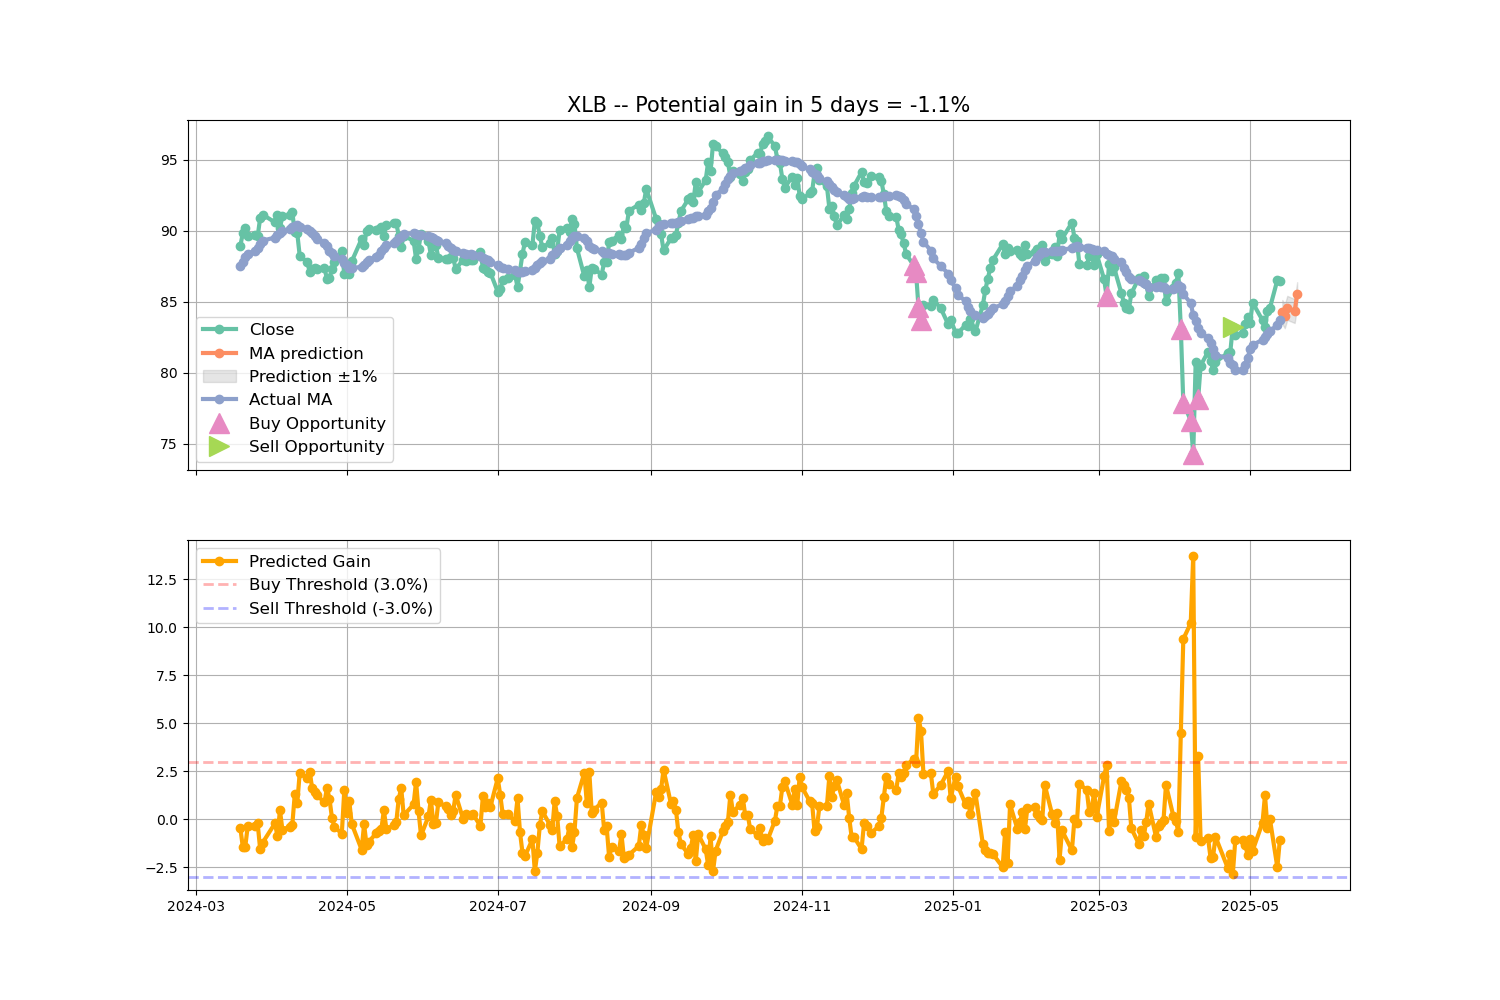 XLB -- Potential gain in 5 days = -1.1%
95
90
85
80
75
Close
MA prediction
Prediction ±1%
Actual MA
Buy Opportunity
Sell Opportunity
12.5
10.0
7.5
5.0
2.5
0.0
−2.5
Predicted Gain
Buy Threshold (3.0%)
Sell Threshold (-3.0%)
2024-03 2024-05 2024-07 2024-09 2024-11 2025-01 2025-03 2025-05